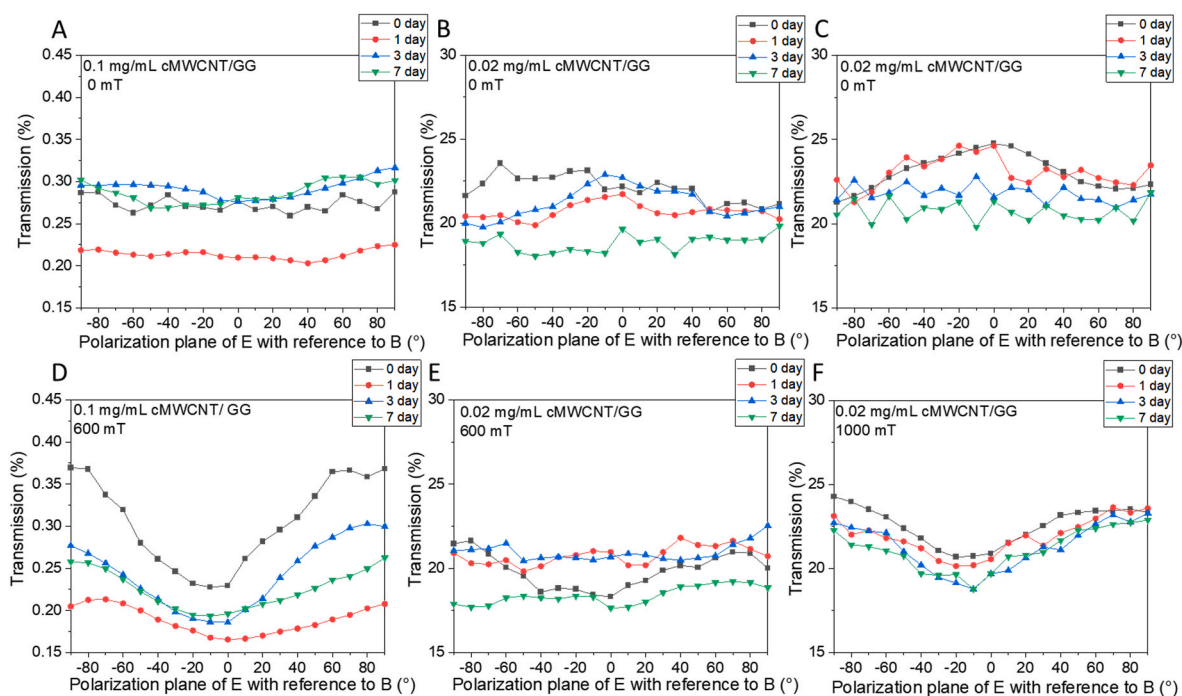 A
0 day
1 day
3 day
7 day
0.1 mg/mL cMWCNT/GG
0 mT
0.45
0.40
0.35
0.30
0.25
0.20
0.15
Transmission (%)
-80 -60 -40 -20 0 20 40 60 80
Polarization plane of E with reference to B (°)
B
0 day
1 day
3 day
7 day
0.02 mg/mL cMWCNT/GG
0 mT
30
25
20
15
Transmission (%)
-80 -60 -40 -20 0 20 40 60 80
Polarization plane of E with reference to B (°)
C
0 day
1 day
3 day
7 day
0.02 mg/mL cMWCNT/GG
0 mT
30
25
20
15
Transmission (%)
-80 -60 -40 -20 0 20 40 60 80
Polarization plane of E with reference to B (°)
D
0 day
1 day
3 day
7 day
0.1 mg/mL cMWCNT/ GG
600 mT
0.45
0.40
0.35
0.30
0.25
0.20
0.15
Transmission (%)
-80 -60 -40 -20 0 20 40 60 80
Polarization plane of E with reference to B (°)
E
0 day
1 day
3 day
7 day
0.02 mg/mL cMWCNT/GG
600 mT
30
25
20
15
Transmission (%)
-80 -60 -40 -20 0 20 40 60 80
Polarization plane of E with reference to B (°)
F
0 day
1 day
3 day
7 day
0.02 mg/mL cMWCNT/GG
1000 mT
30
25
20
15
Transmission (%)
-80 -60 -40 -20 0 20 40 60 80
Polarization plane of E with reference to B (°)